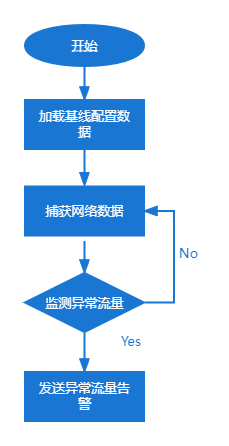 开始
加载基线配置数
据
捕获网络数据
No
监测异常流量
Yes
发送异常流量告
警